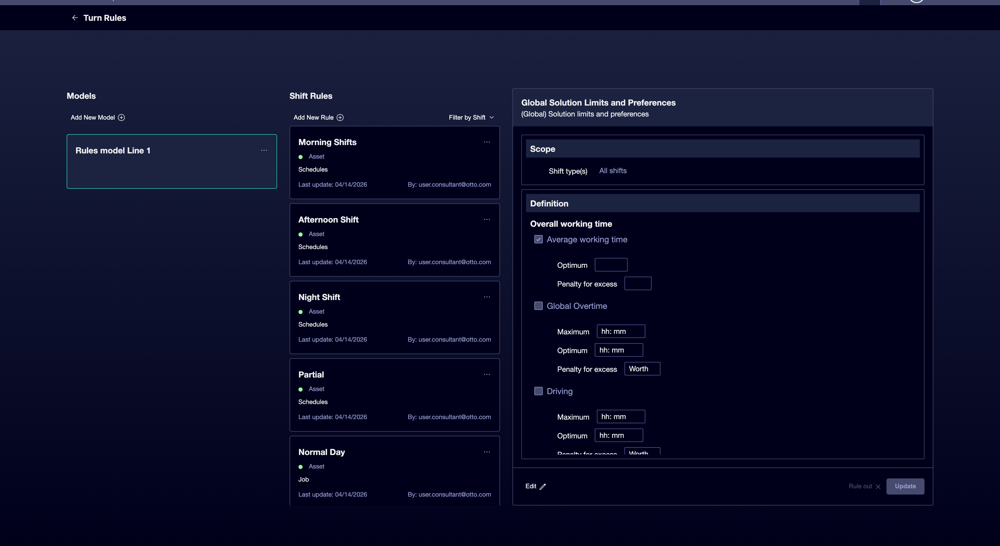 Turn Rules
Models
Add New Model
Rules model Line 1
Shift Rules
Add New Rule
Filter by Shift
Morning Shifts
Asset
Schedules
Last update: 04/14/2026 By: user.consultant@otto.com
Afternoon Shift
Asset
Schedules
Last update: 04/14/2026 By: user.consultant@otto.com
Night Shift
Asset
Schedules
Last update: 04/14/2026 By: user.consultant@otto.com
Partial
Asset
Schedules
Last update: 04/14/2026 By: user.consultant@otto.com
Normal Day
Asset
Job
Last update: 04/14/2026 By: user.consultant@otto.com
Global Solution Limits and Preferences
(Global) Solution limits and preferences
Scope
Shift type(s) All shifts
Definition
Overall working time
Average working time
Optimum
Penalty for excess
Global Overtime
Maximum hh: mm
Optimum hh: mm
Penalty for excess Worth
Driving
Maximum hh: mm
Optimum hh: mm
Penalty for excess Worth
Edit
Rule out
Update